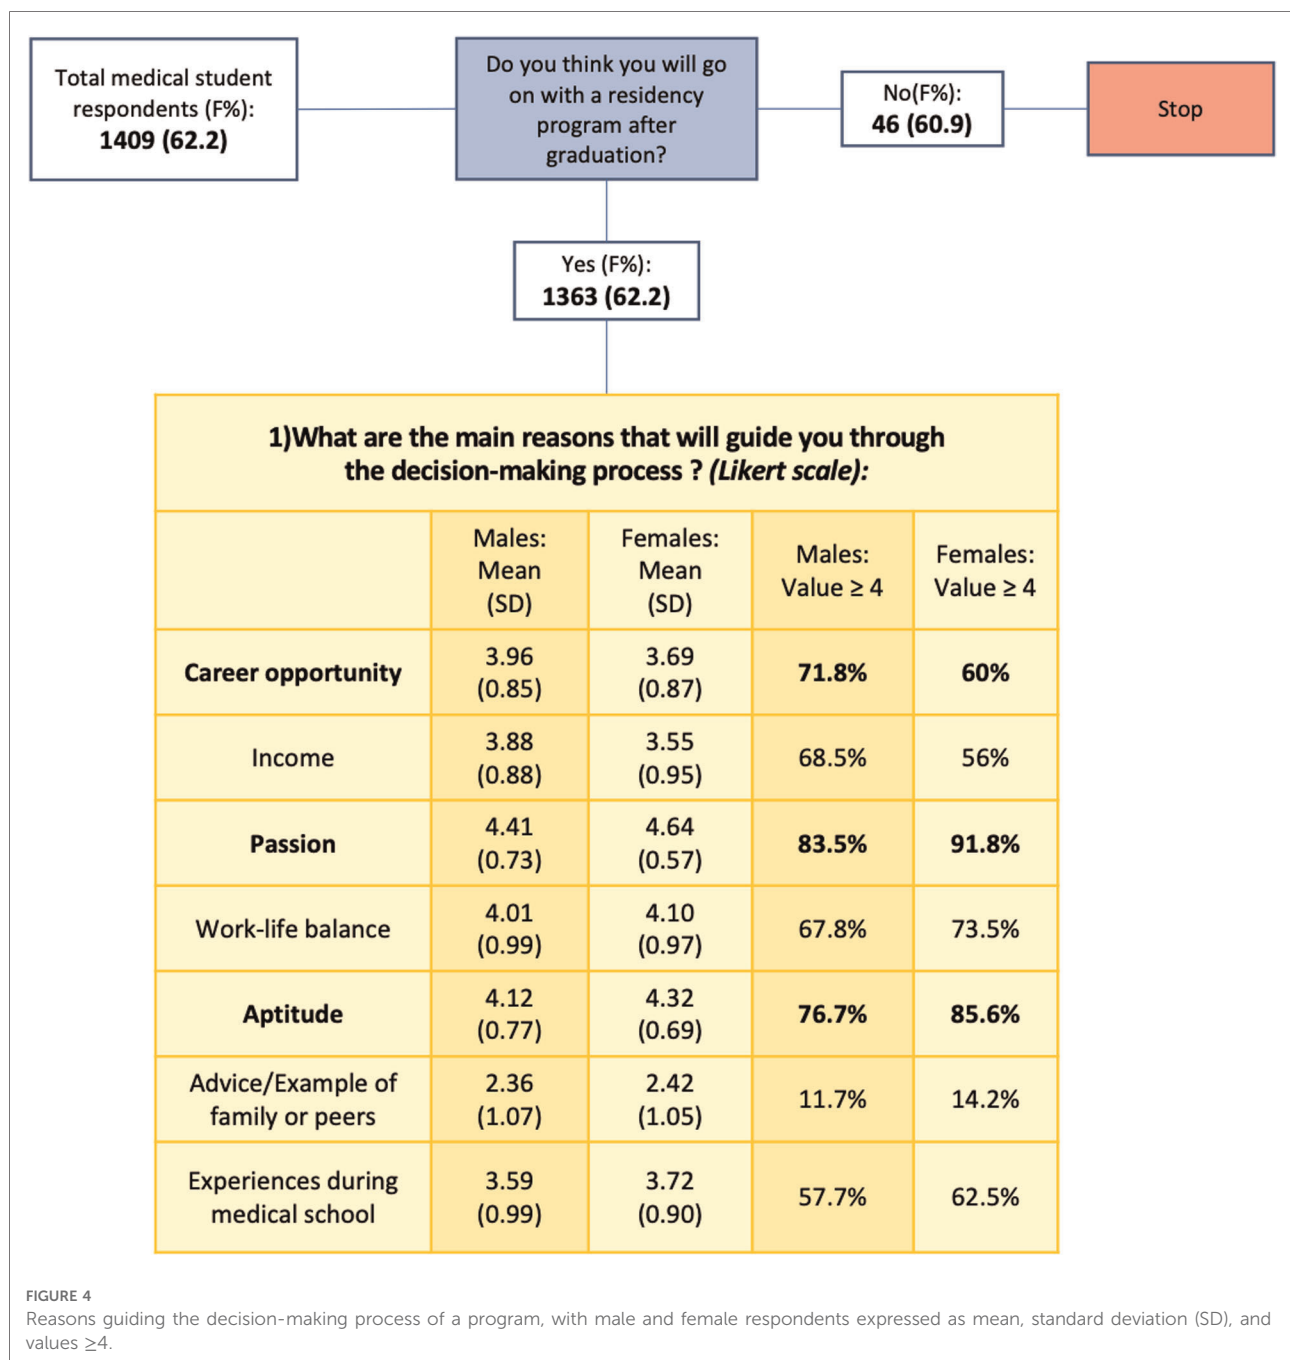 Total medical student
respondents (F%):
1409 (62.2)
Do you think you will go
on with a residency
program after
graduation?
No(F%):
46 (60.9)
Stop
Yes (F%):
1363 (62.2)
1)What are the main reasons that will guide you through
the decision-making process ? (Likert scale):
Males:
Mean
(SD)
Females:
Mean
(SD)
Males:
Value ≥ 4
Females:
Value ≥ 4
Career opportunity
3.96
(0.85)
3.69
(0.87)
71.8%
60%
Income
3.88
(0.88)
3.55
(0.95)
68.5%
56%
Passion
4.41
(0.73)
4.64
(0.57)
83.5%
91.8%
Work-life balance
4.01
(0.99)
4.10
(0.97)
67.8%
73.5%
Aptitude
4.12
(0.77)
4.32
(0.69)
76.7%
85.6%
Advice/Example of
family or peers
2.36
(1.07)
2.42
(1.05)
11.7%
14.2%
Experiences during
medical school
3.59
(0.99)
3.72
(0.90)
57.7%
62.5%
FIGURE 4
Reasons guiding the decision-making process of a program, with male and female respondents expressed as mean, standard deviation (SD), and
values ≥4.